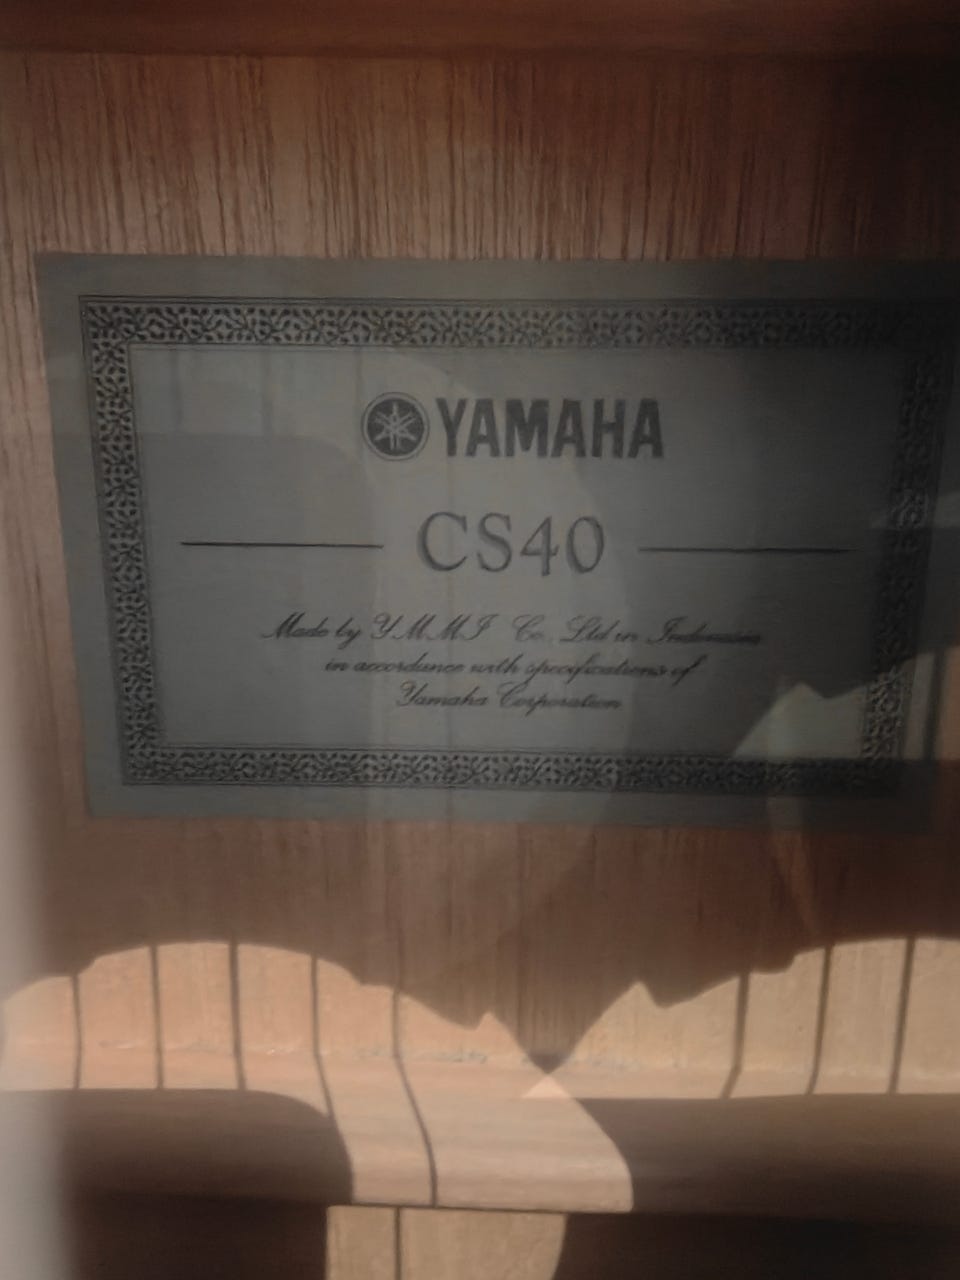 YAMAHA
CS40
Made by YMMI Co., Ltd in Indonesia
in accordance with specifications of
Yamaha Corporation